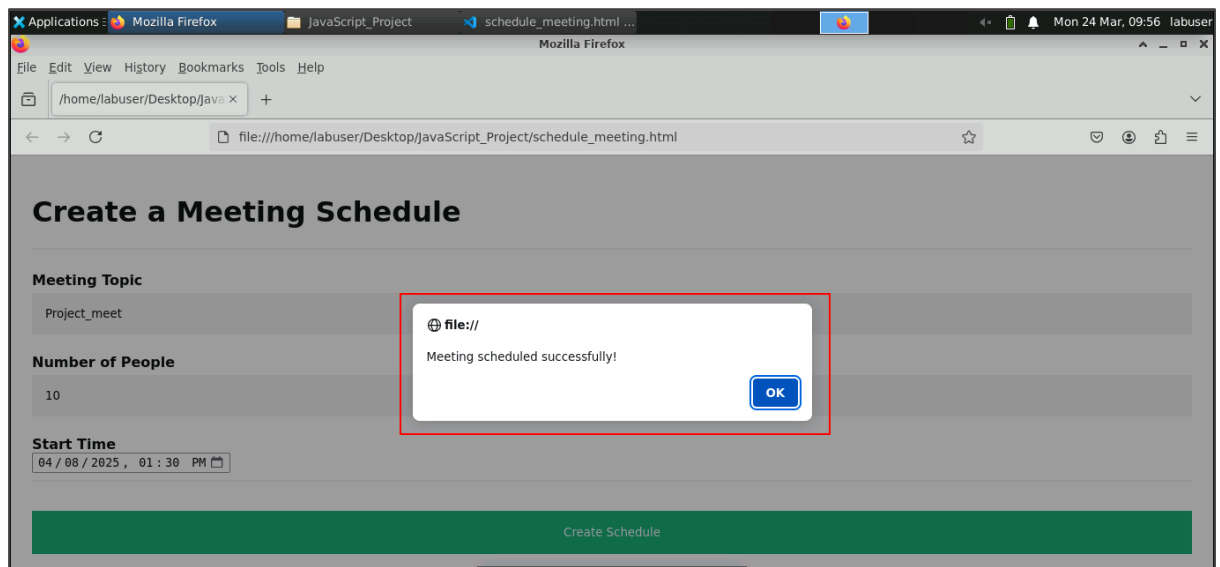 Applications Mozilla Firefox JavaScript_Project schedule_meeting.html ... Mon 24 Mar, 09:56 labuser
Mozilla Firefox
File Edit View History Bookmarks Tools Help
/home/labuser/Desktop/Java
file:///home/labuser/Desktop/JavaScript_Project/schedule_meeting.html
Create a Meeting Schedule
Meeting Topic
Project_meet
file://
Meeting scheduled successfully!
OK
Number of People
10
Start Time
04/08/2025, 01:30 PM
Create Schedule